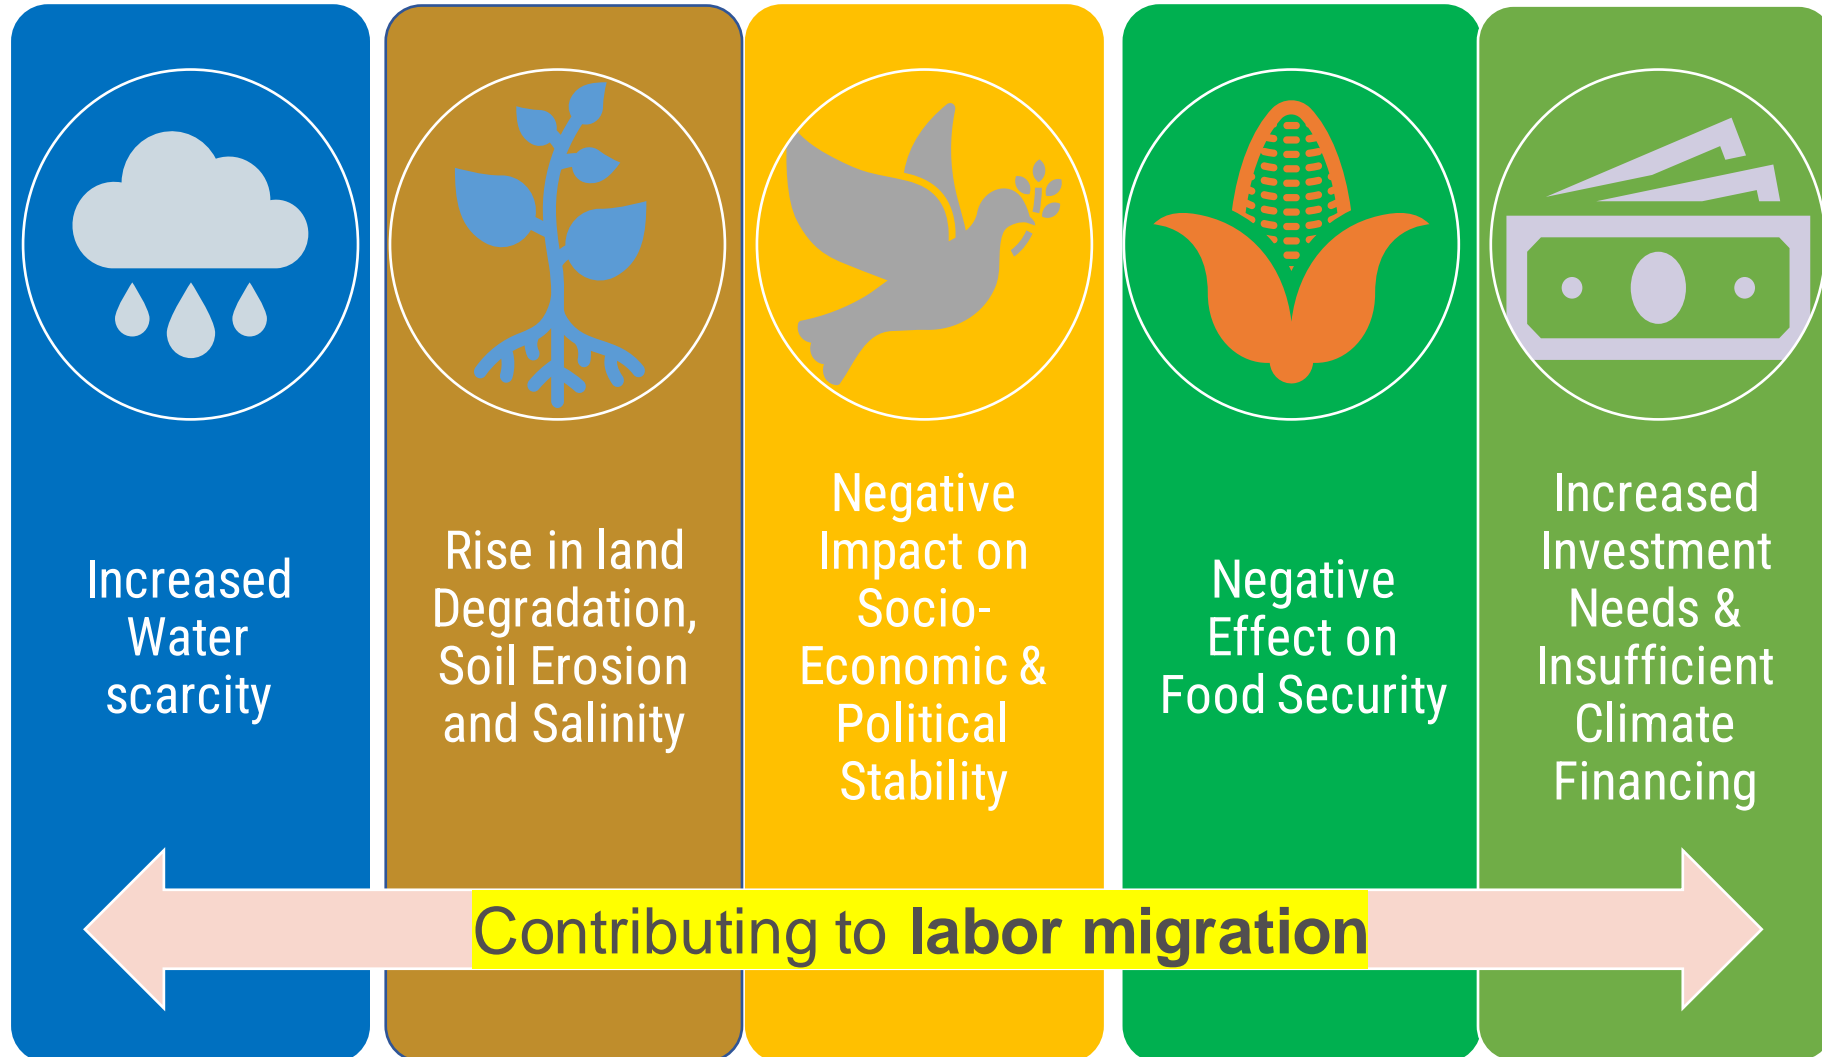 Increased
Water
scarcity
Rise in land
Degradation,
Soil Erosion
and Salinity
Negative
Impact on
Socio-
Economic &
Political
Stability
Negative
Effect on
Food Security
Increased
Investment
Needs &
Insufficient
Climate
Financing
Contributing to labor migration